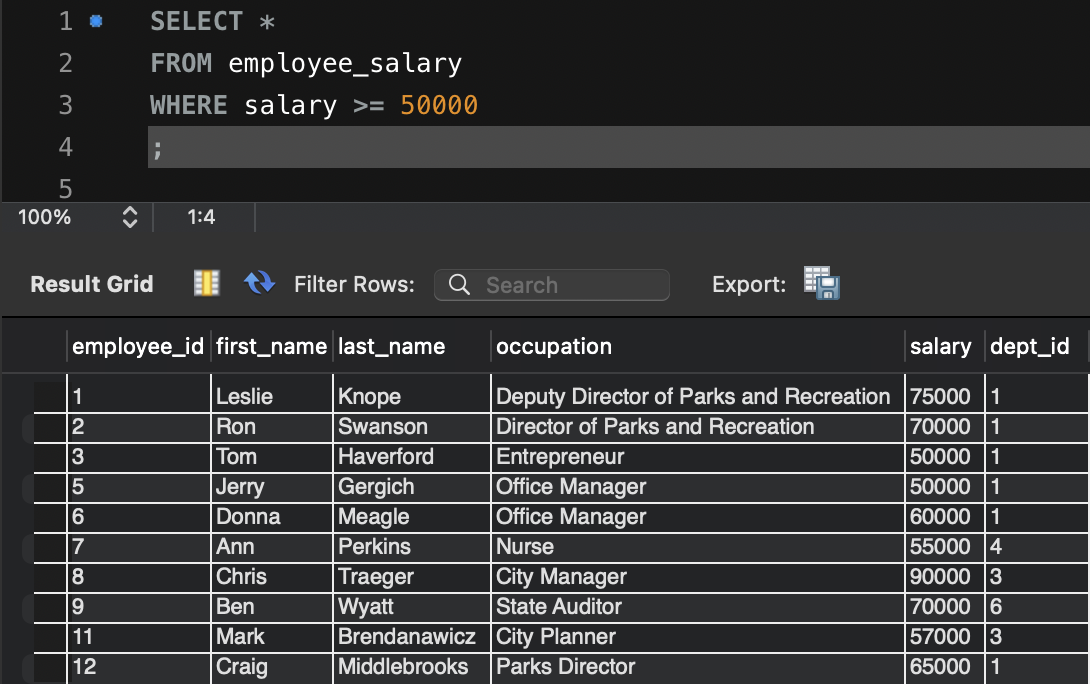 1 SELECT *
2 FROM employee_salary
3 WHERE salary >= 50000
4 ;
5
100% 1:4
Result Grid Filter Rows: Search Export:
employee_id first_name last_name occupation salary dept_id
1 Leslie Knope Deputy Director of Parks and Recreation 75000 1
2 Ron Swanson Director of Parks and Recreation 70000 1
3 Tom Haverford Entrepreneur 50000 1
5 Jerry Gergich Office Manager 50000 1
6 Donna Meagle Office Manager 60000 1
7 Ann Perkins Nurse 55000 4
8 Chris Traeger City Manager 90000 3
9 Ben Wyatt State Auditor 70000 6
11 Mark Brendanawicz City Planner 57000 3
12 Craig Middlebrooks Parks Director 65000 1